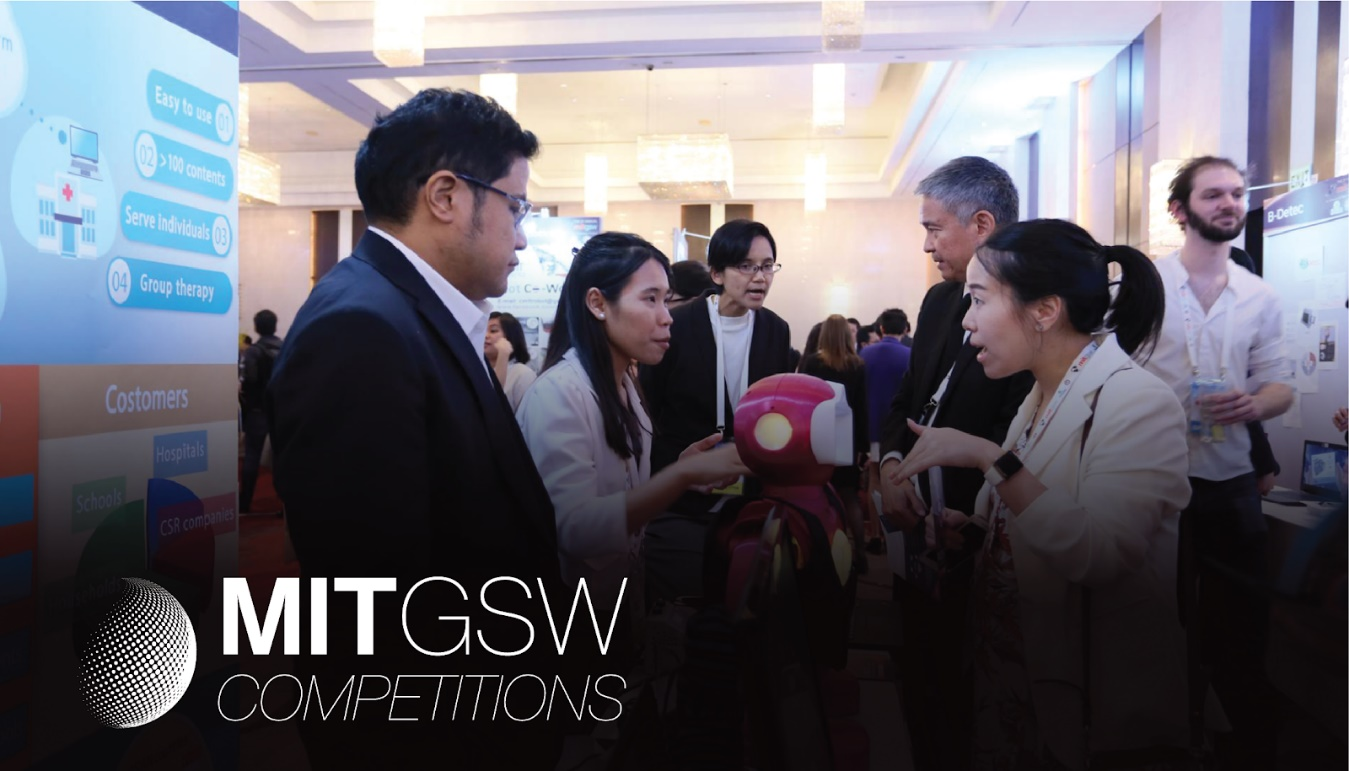 Easy to use 01
02 >100 contents
Serve individuals 03
04 Group therapy
Costomers
Hospitals
Schools
CSR companies
B-Detec
MITGSW
COMPETITIONS